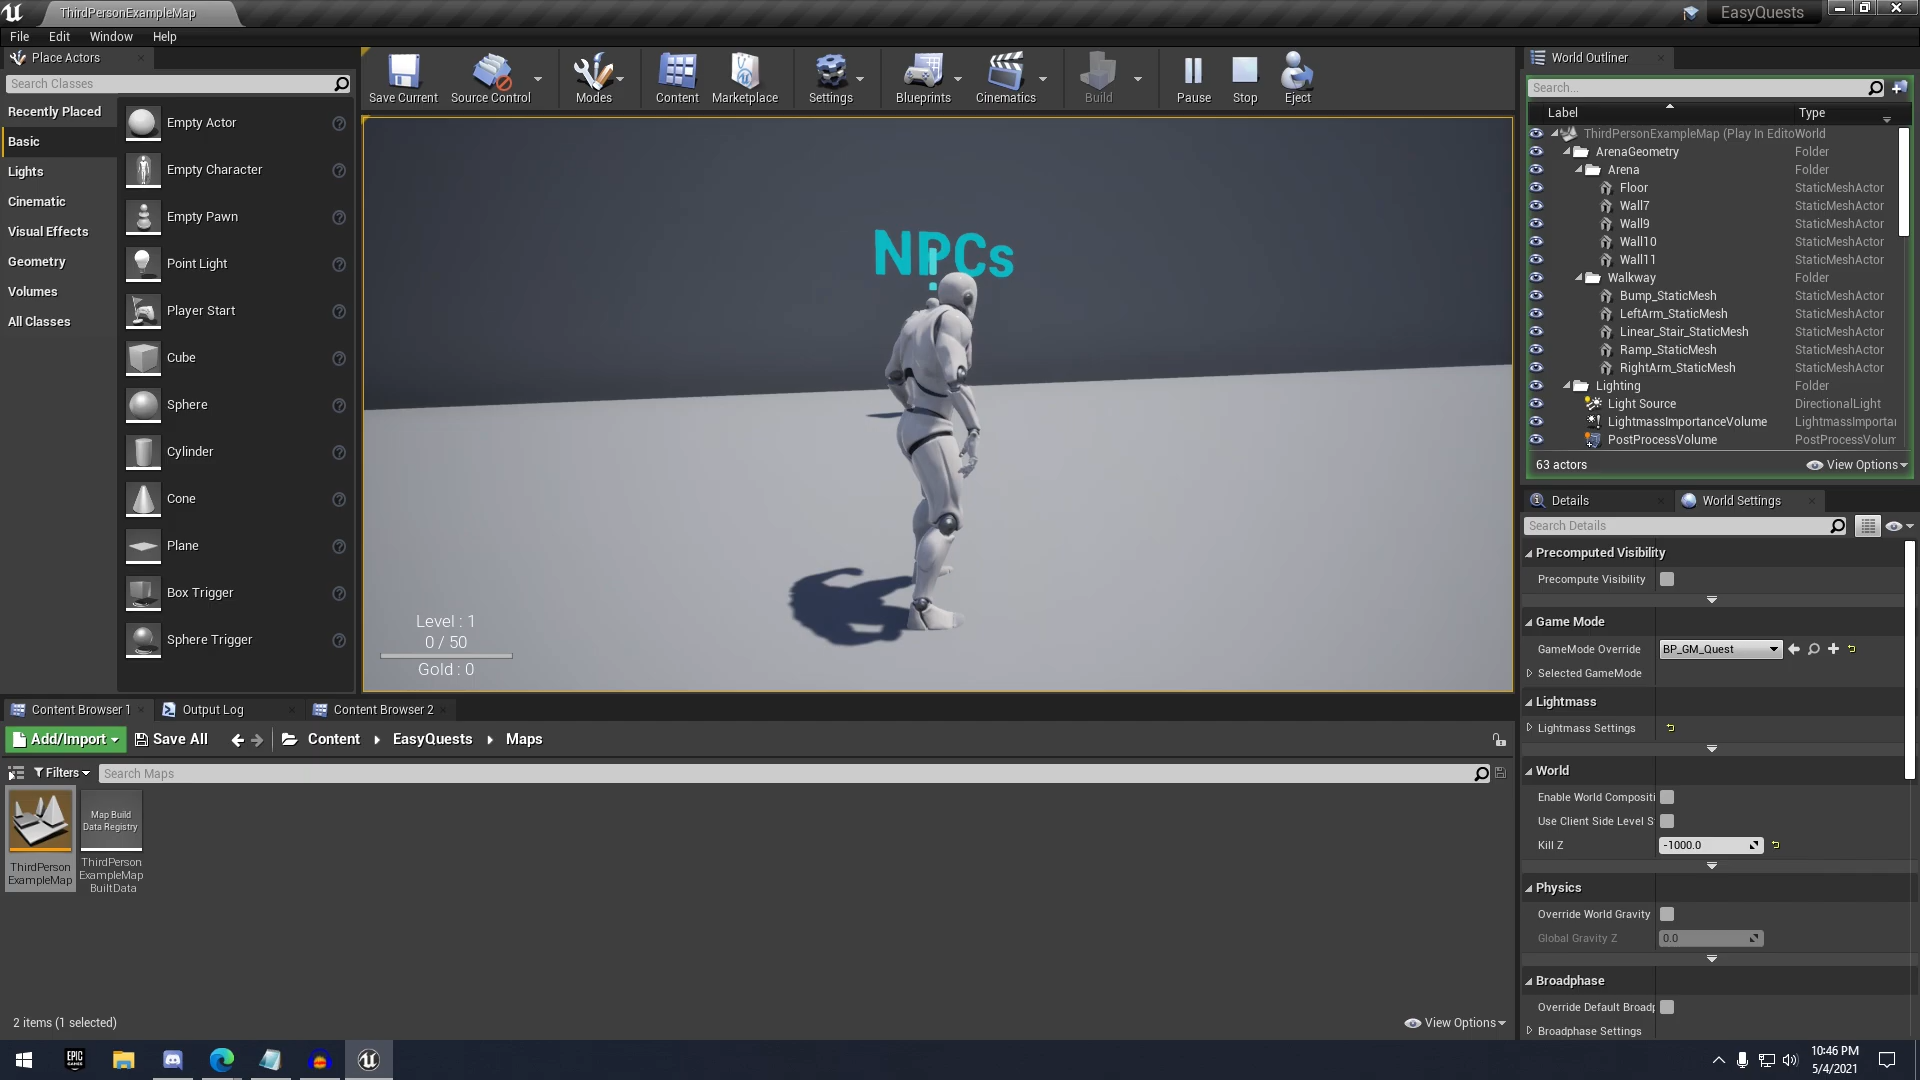 ThirdPersonExampleMap
EasyQuests
File Edit Window Help
Place Actors
Search Classes
Recently Placed
Basic
Lights
Cinematic
Visual Effects
Geometry
Volumes
All Classes
Empty Actor
Empty Character
Empty Pawn
Point Light
Player Start
Cube
Sphere
Cylinder
Cone
Plane
Box Trigger
Sphere Trigger
Save Current
Source Control
Modes
Content
Marketplace
Settings
Blueprints
Cinematics
Build
Pause
Stop
Eject
NPCs
!
Level : 1
0 / 50
Gold : 0
World Outliner
Search...
Label Type
ThirdPersonExampleMap (Play In Edito World
ArenaGeometry Folder
Arena Folder
Floor StaticMeshActor
Wall7 StaticMeshActor
Wall9 StaticMeshActor
Wall10 StaticMeshActor
Wall11 StaticMeshActor
Walkway Folder
Bump_StaticMesh StaticMeshActor
LeftArm_StaticMesh StaticMeshActor
Linear_Stair_StaticMesh StaticMeshActor
Ramp_StaticMesh StaticMeshActor
RightArm_StaticMesh StaticMeshActor
Lighting Folder
Light Source DirectionalLight
LightmassImportanceVolume LightmassImporta
PostProcessVolume PostProcessVolum
63 actors View Options
Details World Settings
Search Details
Precomputed Visibility
Precompute Visibility
Game Mode
GameMode Override BP_GM_Quest
Selected GameMode
Lightmass
Lightmass Settings
World
Enable World Compositi
Use Client Side Level S
Kill Z -1000.0
Physics
Override World Gravity
Global Gravity Z 0.0
Broadphase
Override Default Broadp
Broadphase Settings
Content Browser 1 Output Log Content Browser 2
Add/Import Save All Content EasyQuests Maps
Filters Search Maps
ThirdPerson
ExampleMap
Map Build
Data Registry
ThirdPerson
ExampleMap
BuiltData
2 items (1 selected) View Options
EPIC
GAMES
10:46 PM
5/4/2021